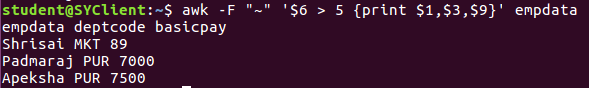 student@SYClient:~$ awk -F "~" '$6 > 5 {print $1,$3,$9}' empdata
empdata deptcode basicpay
Shrisai MKT 89
Padmaraj PUR 7000
Apeksha PUR 7500